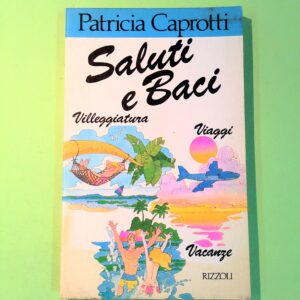 Patricia Caprotti
Saluti
e Baci
Villeggiatura
Viaggi
Vacanze
RIZZOLI